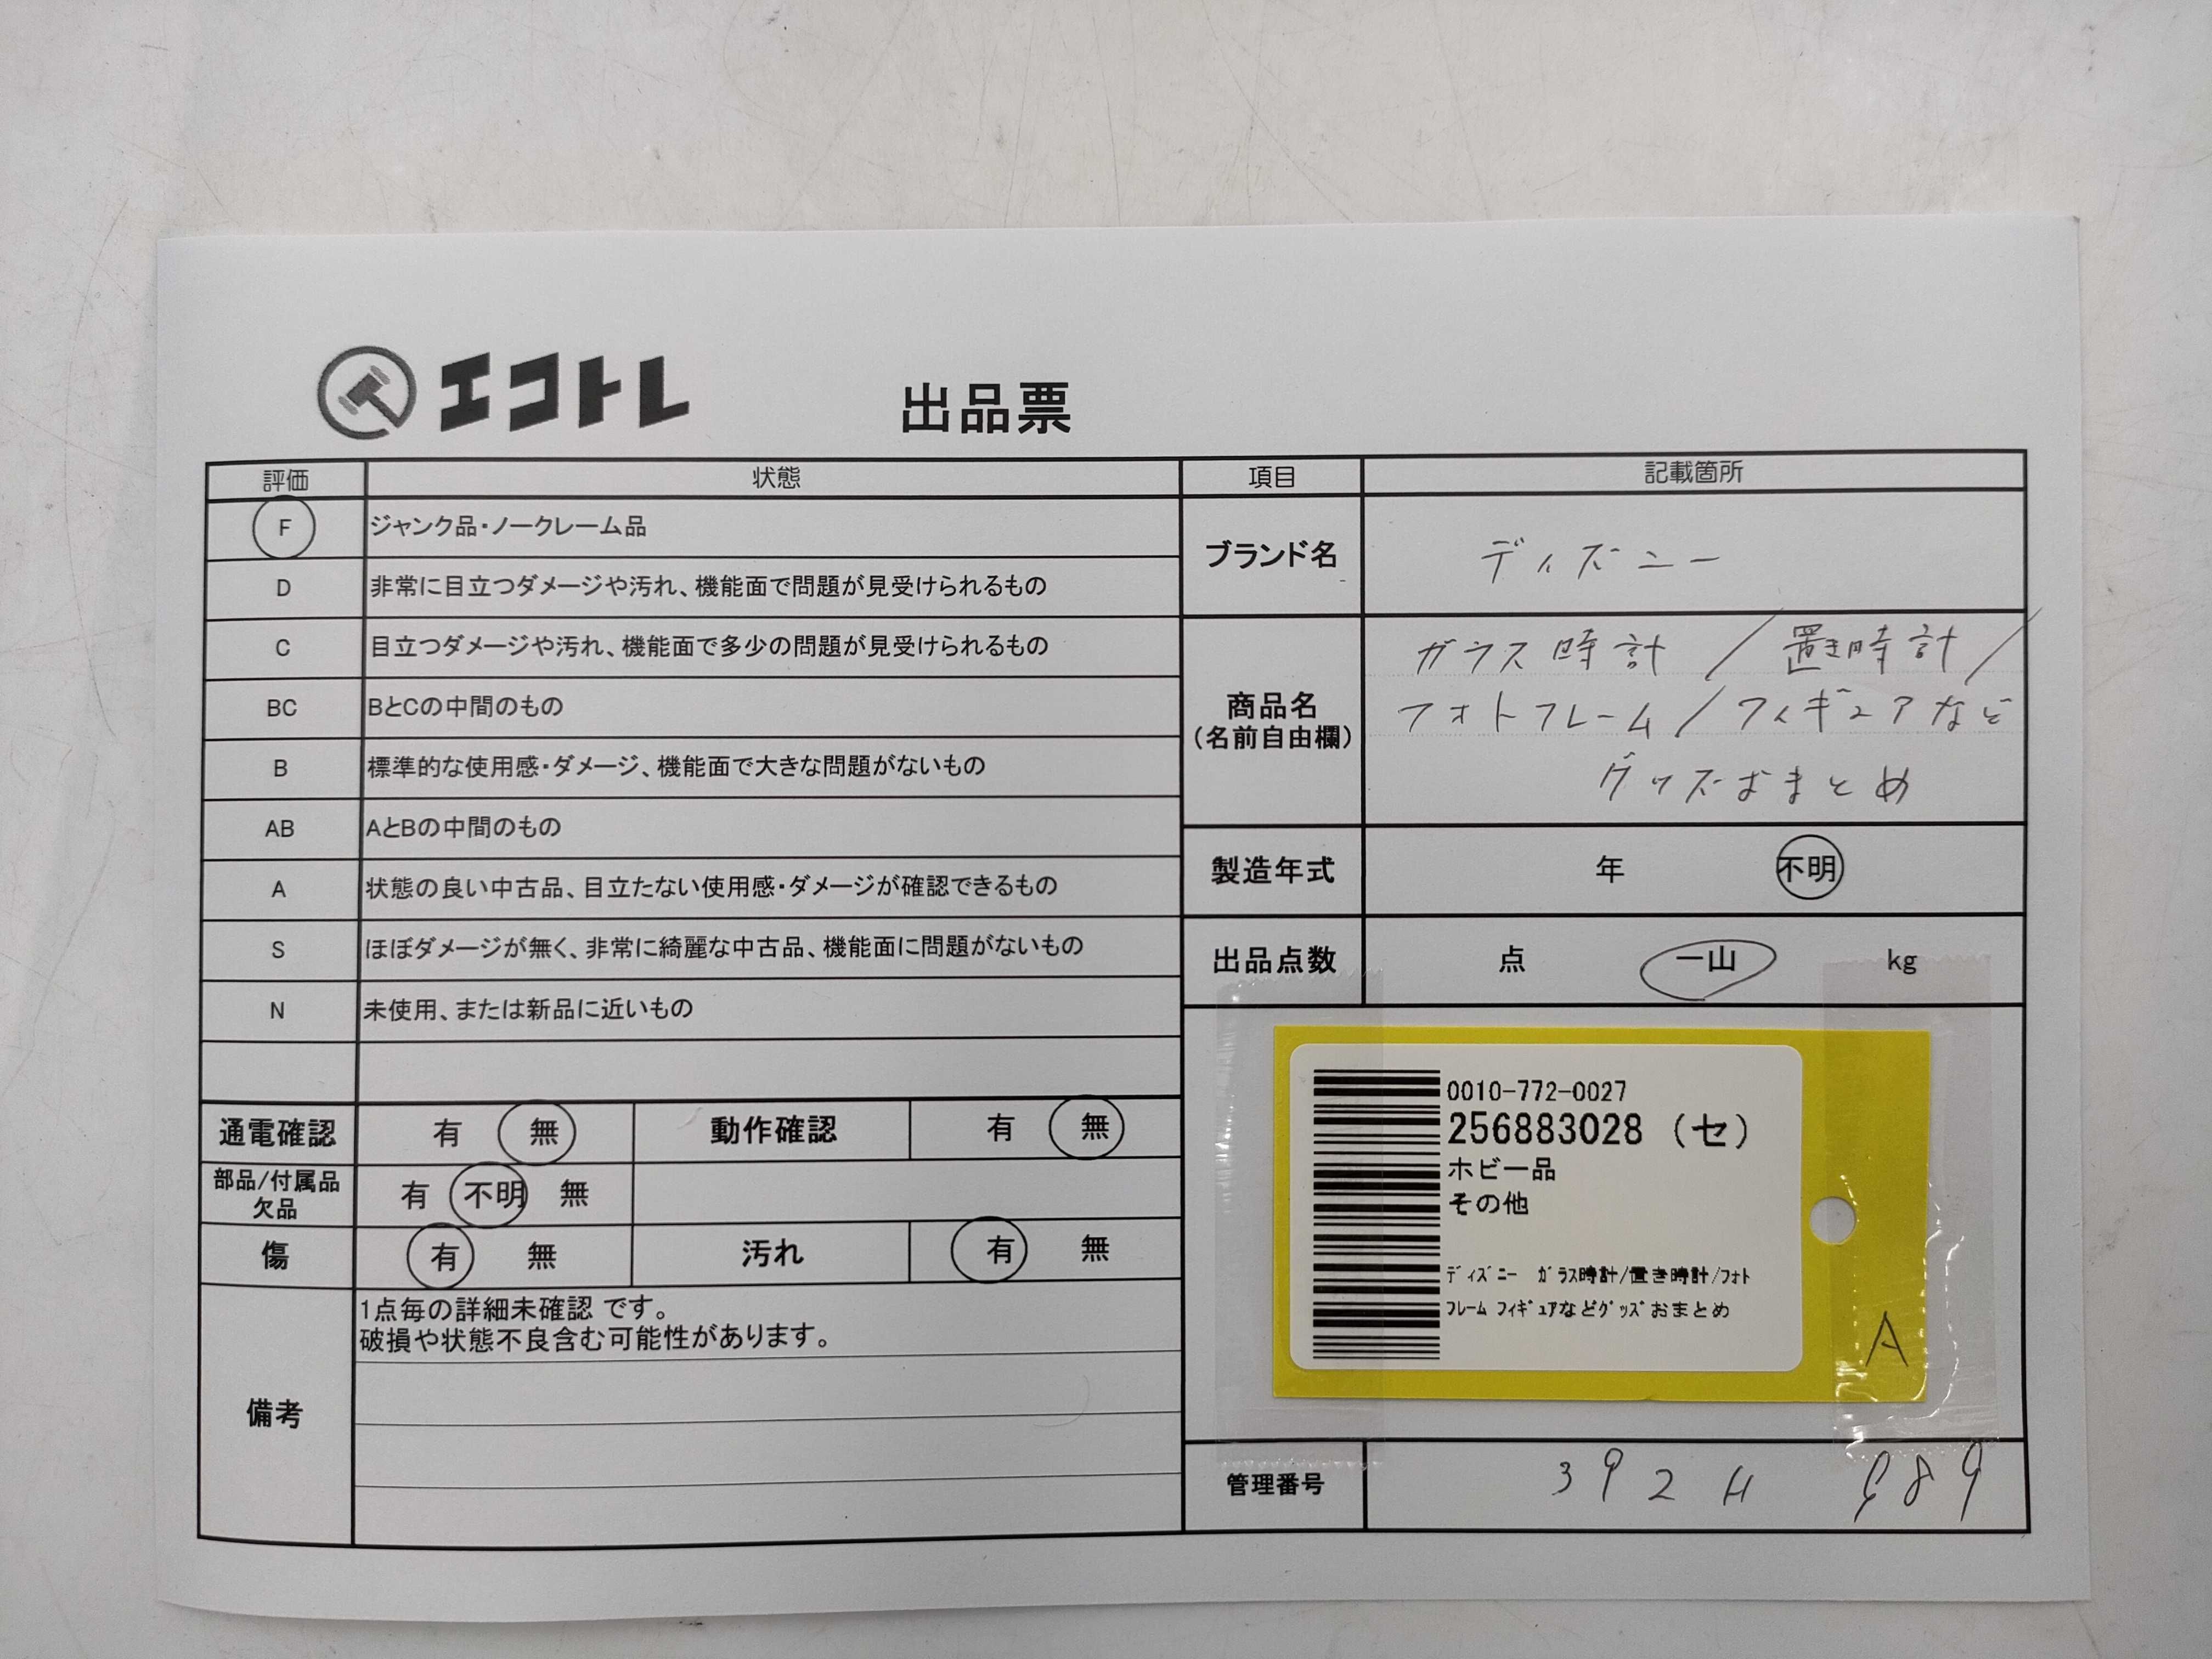 エコトレ
出品票
評価 状態
F ジャンク品・ノークレーム品
D 非常に目立つダメージや汚れ、機能面で問題が見受けられるもの
C 目立つダメージや汚れ、機能面で多少の問題が見受けられるもの
BC BとCの中間のもの
B 標準的な使用感・ダメージ、機能面で大きな問題がないもの
AB AとBの中間のもの
A 状態の良い中古品、目立たない使用感・ダメージが確認できるもの
S ほぼダメージが無く、非常に綺麗な中古品、機能面に問題がないもの
N 未使用、または新品に近いもの
通電確認 有 無 動作確認 有 無
部品/付属品
欠品
有 不明 無
傷 有 無 汚れ 有 無
備考
1点毎の詳細未確認 です。
破損や状態不良含む可能性があります。
項目 記載箇所
ブランド名 ディズニー
商品名
(名前自由欄)
ガラス時計/置き時計/
フォトフレーム/フィギュアなど
グッズおまとめ
製造年式 年 不明
出品点数 点 一山 kg
0010-772-0027
256883028 (セ)
ホビー品
その他
ﾃﾞｨｽﾞﾆｰ ｶﾞﾗｽ時計/置き時計/ﾌｫﾄ
ﾌﾚｰﾑ ﾌｨｷﾞｭｱなどｸﾞｯｽﾞおまとめ
A
管理番号 392H